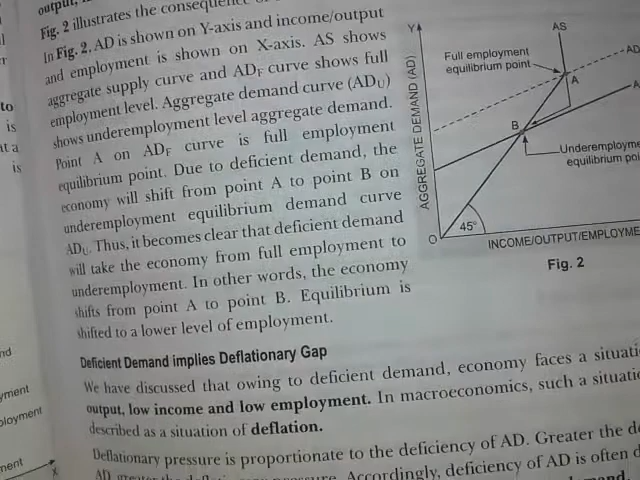 output,
Fig. 2 illustrates the consequence
In Fig. 2, AD is shown on Y-axis and income/output
and employment is shown on X-axis. AS shows
aggregate supply curve and ADF curve shows full
employment level. Aggregate demand curve (ADU)
shows underemployment level aggregate demand.
Point A on ADF curve is full employment
equilibrium point. Due to deficient demand, the
economy will shift from point A to point B on
underemployment equilibrium demand curve
ADU. Thus, it becomes clear that deficient demand
will take the economy from full employment to
underemployment. In other words, the economy
shifts from point A to point B. Equilibrium is
shifted to a lower level of employment.
Y
AS
AD
Full employment
equilibrium point
A
A
B
Underemployme
equilibrium poi
AGGREGATE DEMAND (AD)
45°
O
INCOME/OUTPUT/EMPLOYME
Fig. 2
Deficient Demand implies Deflationary Gap
We have discussed that owing to deficient demand, economy faces a situati
output, low income and low employment. In macroeconomics, such a situatio
described as a situation of deflation.
Deflationary pressure is proportionate to the deficiency of AD. Greater the de
Accordingly, deficiency of AD is often d
to
is
at a
is
nd
yment
ployment
ment
X